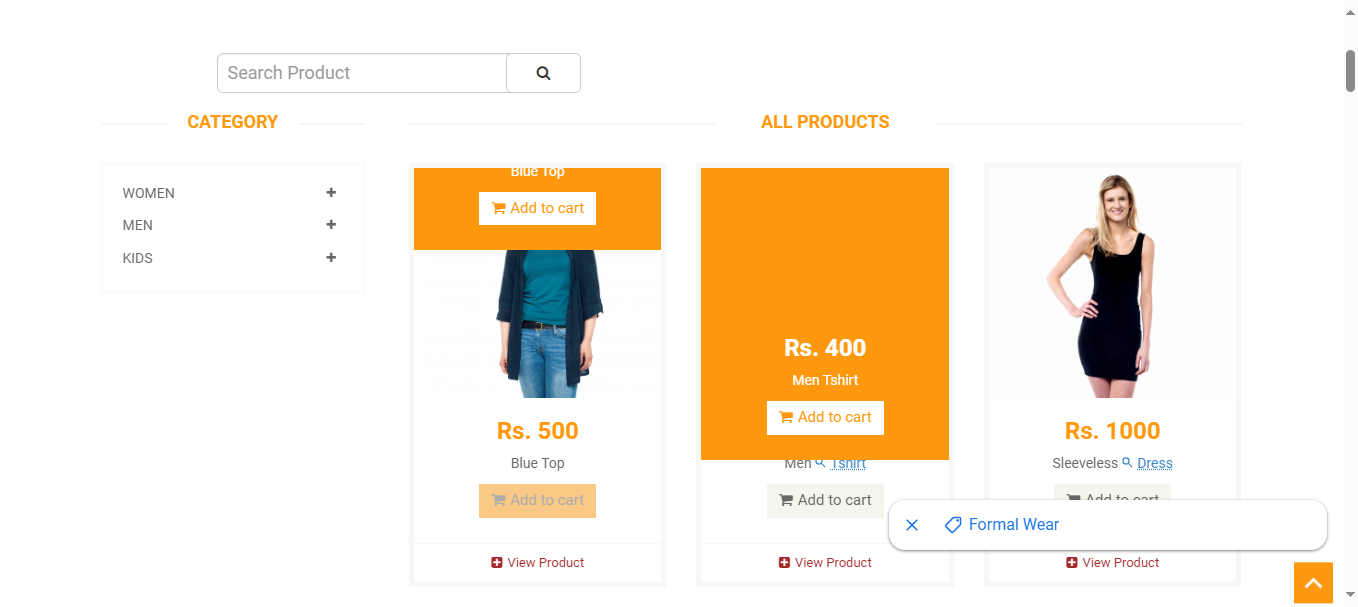 Search Product
CATEGORY
ALL PRODUCTS
WOMEN
MEN
KIDS
Blue Top
Add to cart
Rs. 500
Blue Top
Add to cart
View Product
Rs. 400
Men Tshirt
Add to cart
Men Tshirt
Add to cart
View Product
Rs. 1000
Sleeveless Dress
Add to cart
View Product
Formal Wear